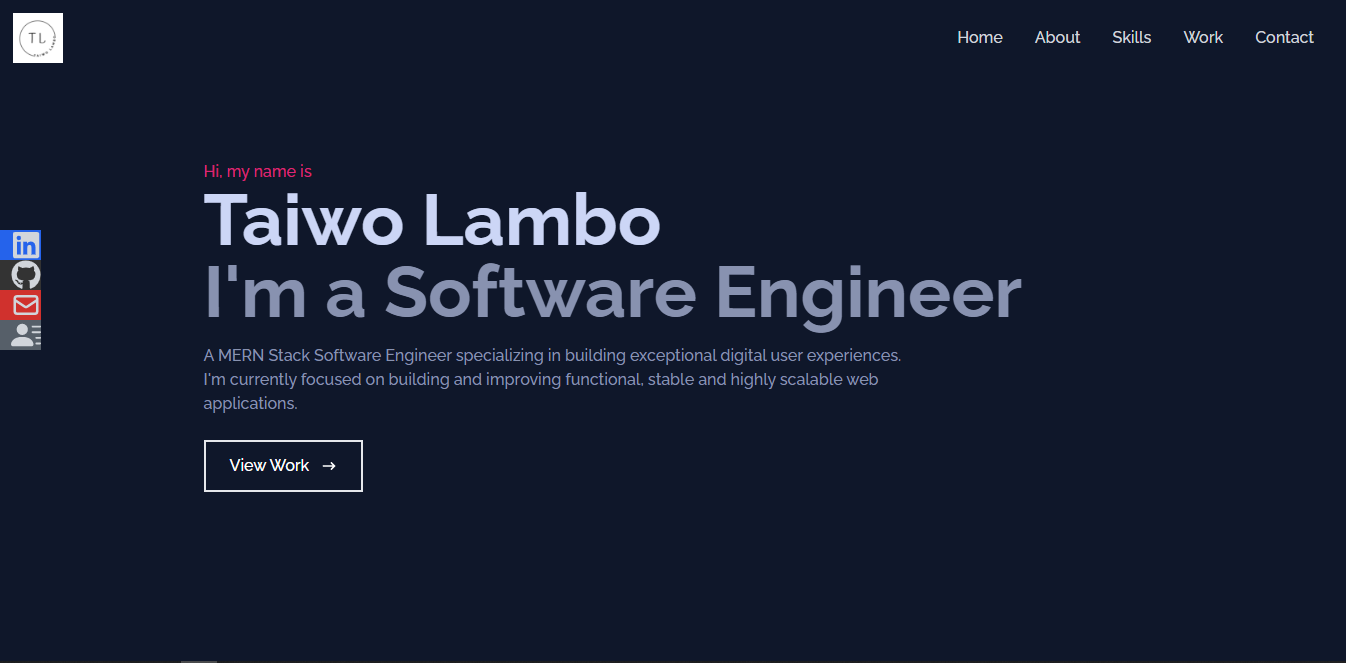 TL
Home About Skills Work Contact
Hi, my name is
Taiwo Lambo
I'm a Software Engineer
in
A MERN Stack Software Engineer specializing in building exceptional digital user experiences.
I'm currently focused on building and improving functional, stable and highly scalable web
applications.
View Work →